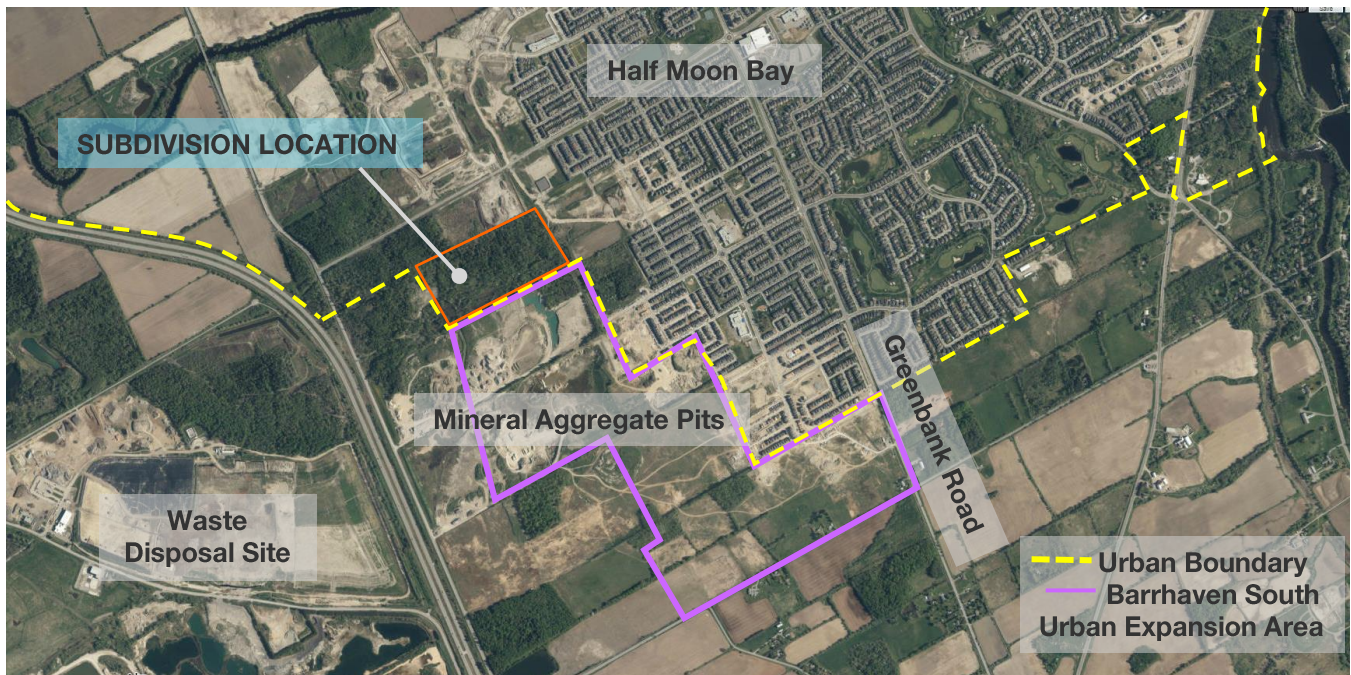 Half Moon Bay
SUBDIVISION LOCATION
Greenbank Road
Mineral Aggregate Pits
Waste
Disposal Site
Urban Boundary
Barrhaven South
Urban Expansion Area